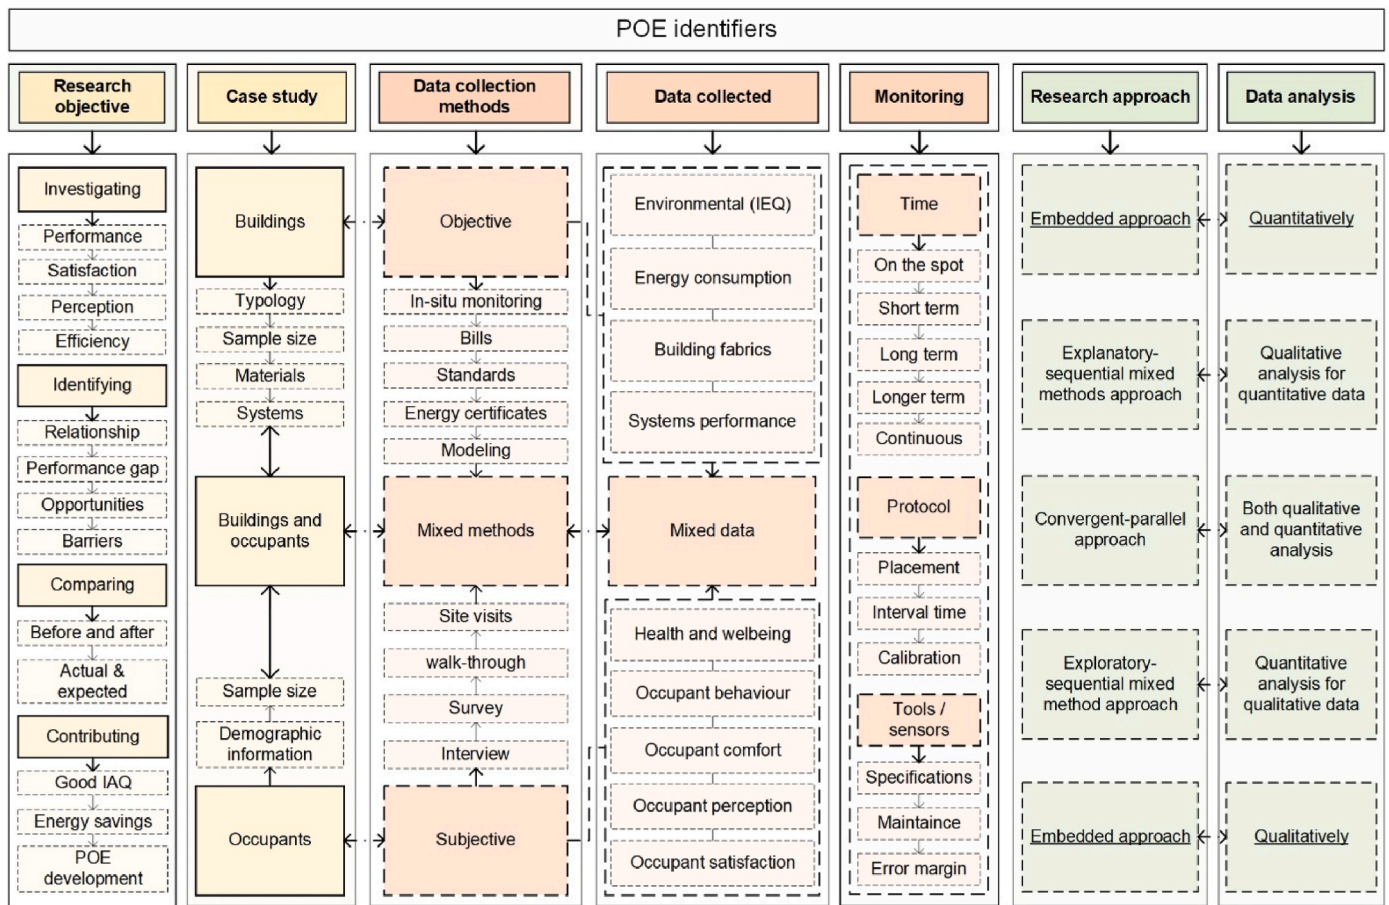 POE identifiers
Research
objective
Case study
Data collection
methods
Data collected
Monitoring
Research approach
Data analysis
Investigating
Performance
Satisfaction
Perception
Efficiency
Identifying
Relationship
Performance gap
Opportunities
Barriers
Comparing
Before and after
Actual &
expected
Contributing
Good IAQ
Energy savings
POE
development
Buildings
Typology
Sample size
Materials
Systems
Buildings and
occupants
Sample size
Demographic
information
Occupants
Objective
In-situ monitoring
Bills
Standards
Energy certificates
Modeling
Mixed methods
Site visits
walk-through
Survey
Interview
Subjective
Environmental (IEQ)
Energy consumption
Building fabrics
Systems performance
Mixed data
Health and wellbeing
Occupant behaviour
Occupant comfort
Occupant perception
Occupant satisfaction
Time
On the spot
Short term
Long term
Longer term
Continuous
Protocol
Placement
Interval time
Calibration
Tools /
sensors
Specifications
Maintaince
Error margin
Embedded approach
Explanatory-
sequential mixed
methods approach
Convergent-parallel
approach
Exploratory-
sequential mixed
method approach
Embedded approach
Quantitatively
Qualitative
analysis for
quantitative data
Both qualitative
and quantitative
analysis
Quantitative
analysis for
qualitative data
Qualitatively